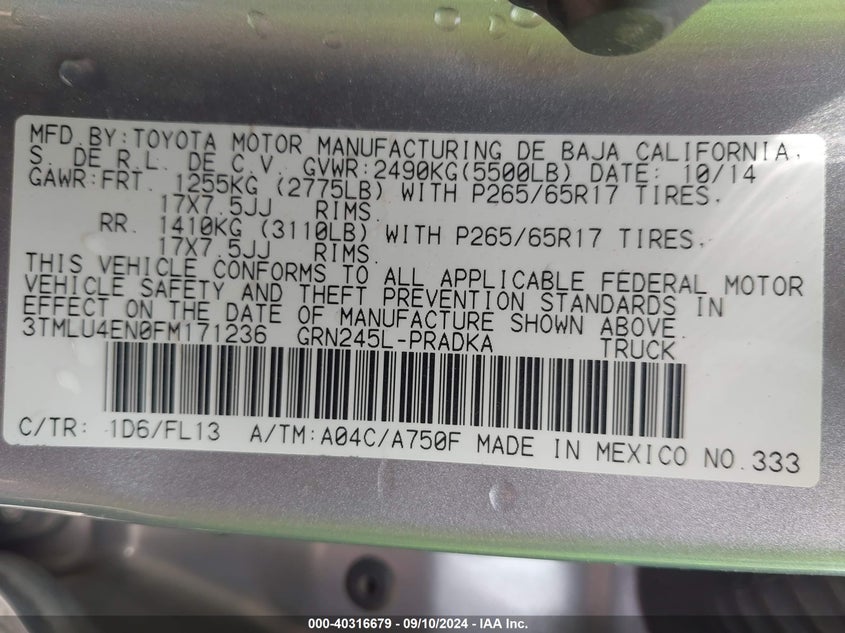 MFD.BY:TOYOTA MOTOR MANUFACTURING DE BAJA CALIFORNIA,
S. DE R.L. DE C.V. GVWR:2490KG(5500LB) DATE: 10/14
GAWR:FRT. 1255KG (2775LB) WITH P265/65R17 TIRES,
17X7.5JJ RIMS.
RR. 1410KG (3110LB) WITH P265/65R17 TIRES,
17X7.5JJ RIMS.
THIS VEHICLE CONFORMS TO ALL APPLICABLE FEDERAL MOTOR
VEHICLE SAFETY AND THEFT PREVENTION STANDARDS IN
EFFECT ON THE DATE OF MANUFACTURE SHOWN ABOVE.
3TMLU4EN0FM171236 GRN245L-PRADKA TRUCK
C/TR: 1D6/FL13 A/TM:A04C/A750F MADE IN MEXICO NO.333
000-40316679 - 09/10/2024 - IAA Inc.